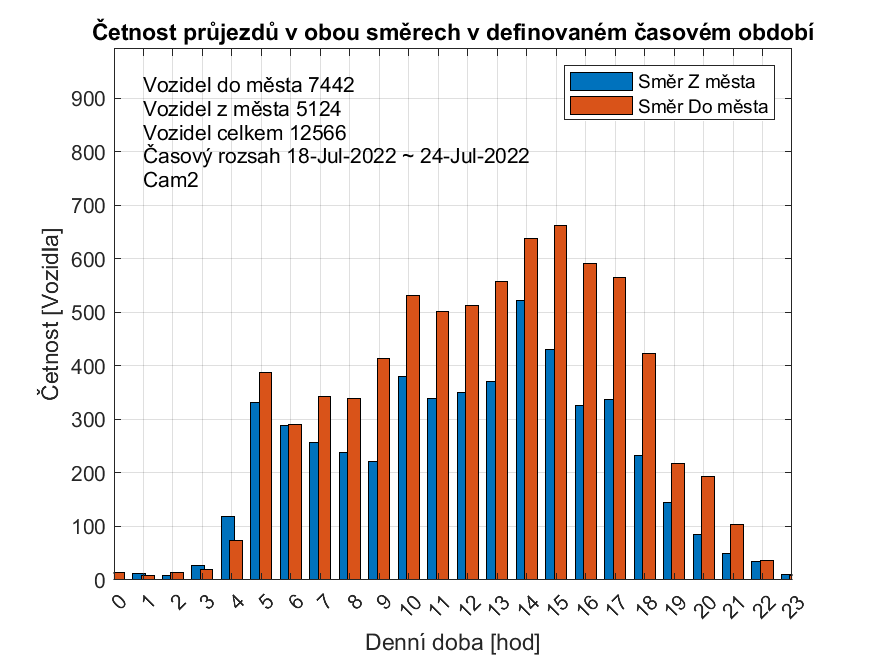 Četnost průjezdů v obou směrech v definovaném časovém období
Vozidel do města 7442
Vozidel z města 5124
Vozidel celkem 12566
Časový rozsah 18-Jul-2022 ~ 24-Jul-2022
Cam2
Směr Z města
Směr Do města
Četnost [Vozidla]
900
800
700
600
500
400
300
200
100
0
0 1 2 3 4 5 6 7 8 9 10 11 12 13 14 15 16 17 18 19 20 21 22 23
Denní doba [hod]